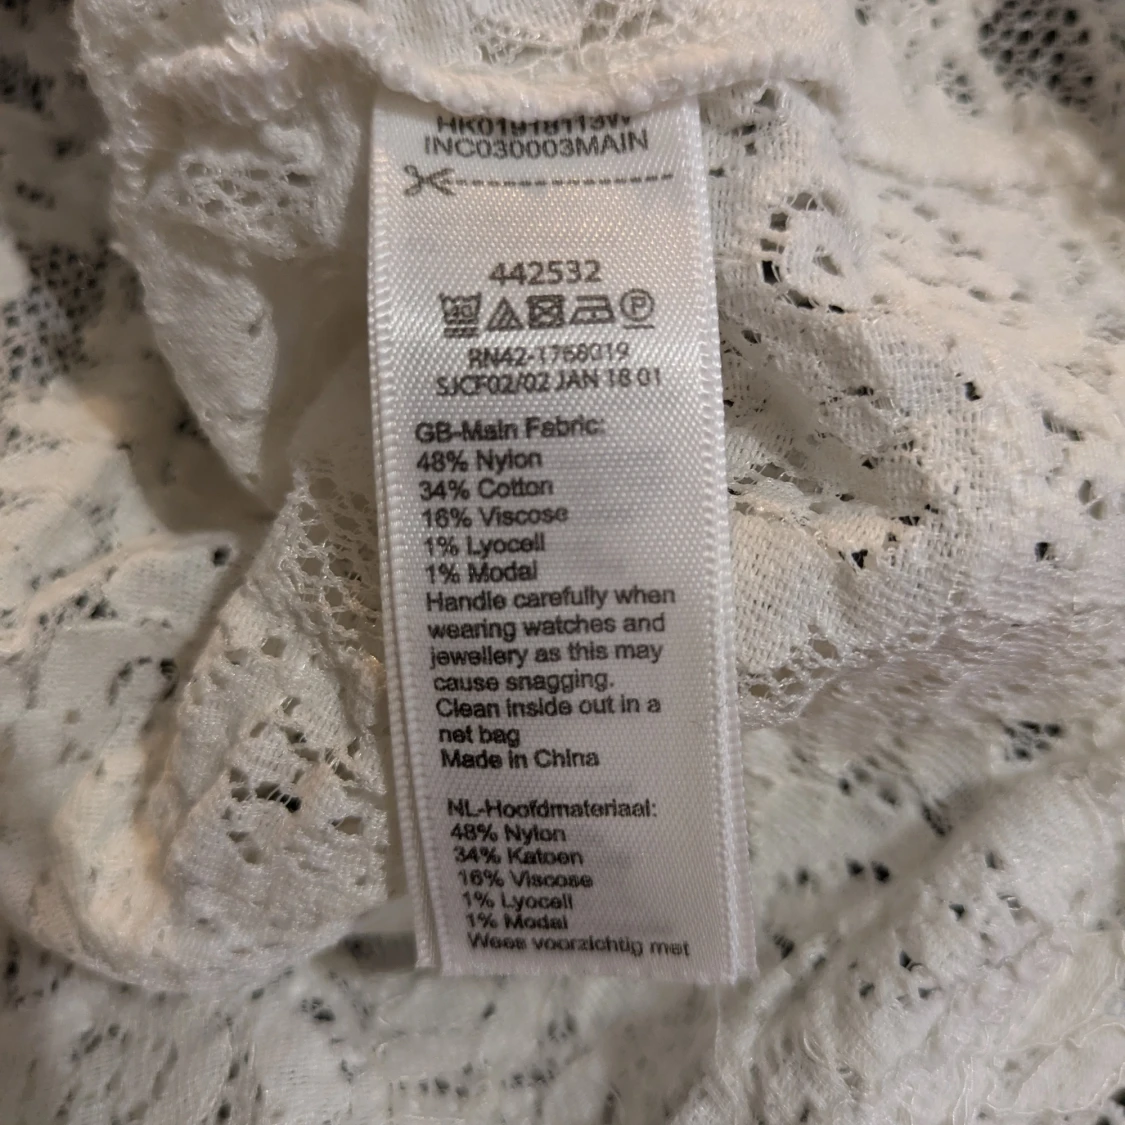 INC030003MAIN
442532
40 P
RN42-1768019
SJCF02/02 JAN 18 01
GB-Main Fabric:
48% Nylon
34% Cotton
16% Viscose
1% Lyocell
1% Modal
Handle carefully when
wearing watches and
jewellery as this may
cause snagging.
Clean inside out in a
net bag
Made in China
NL-Hoofdmateriaal:
48% Nylon
34% Katoen
16% Viscose
1% Lyocell
1% Modal
Wees voorzichtig met